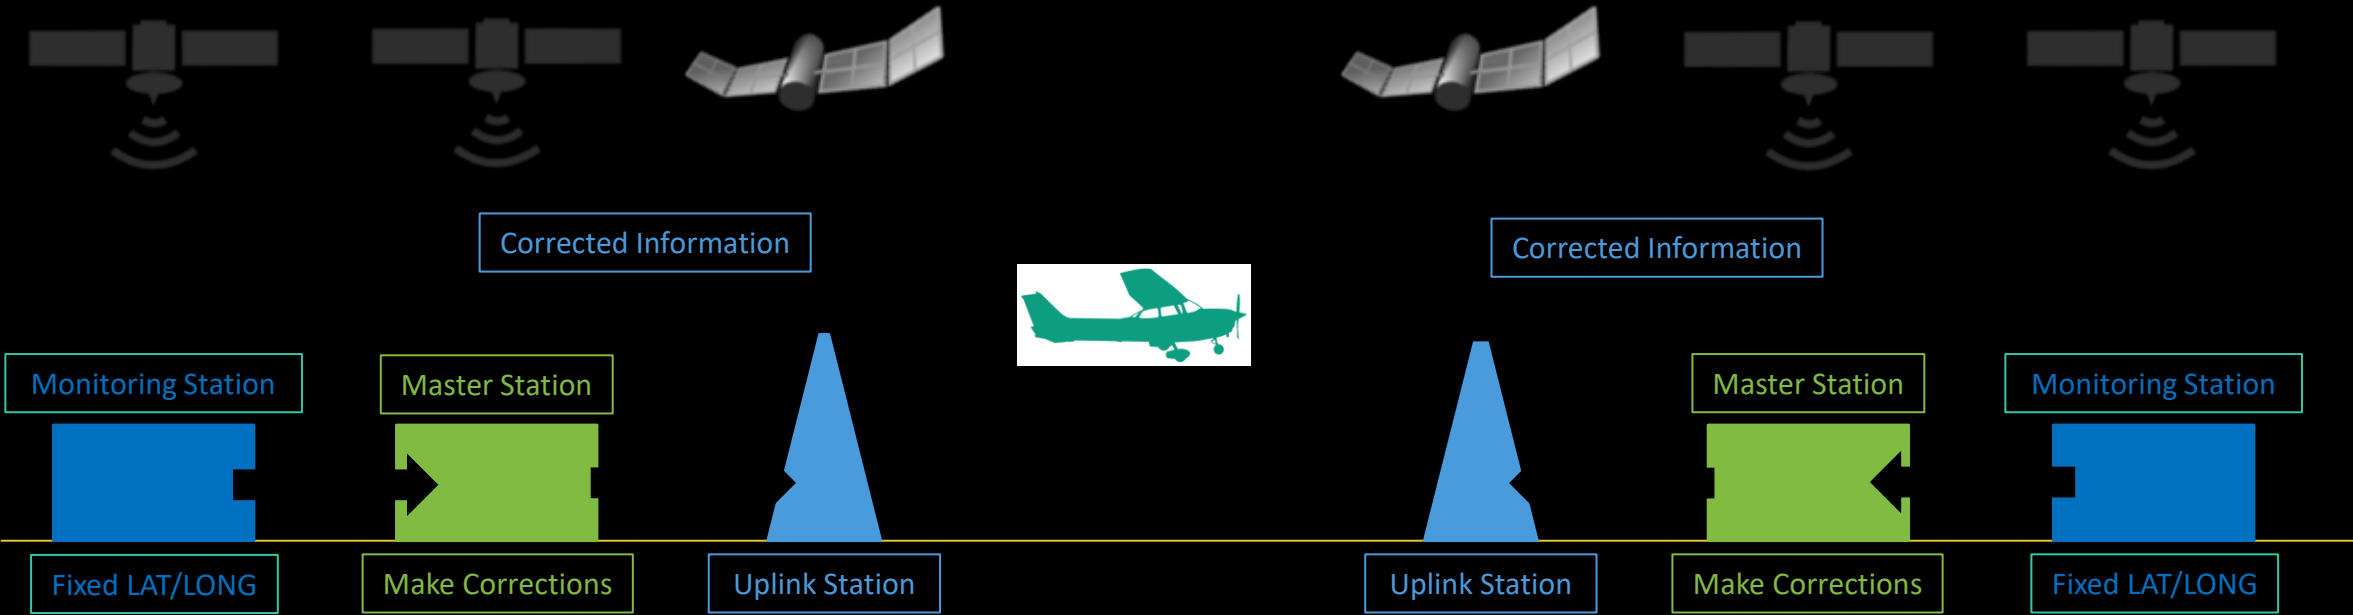 Corrected Information
Corrected Information
Monitoring Station
Master Station
Master Station
Monitoring Station
Fixed LAT/LONG
Make Corrections
Uplink Station
Uplink Station
Make Corrections
Fixed LAT/LONG